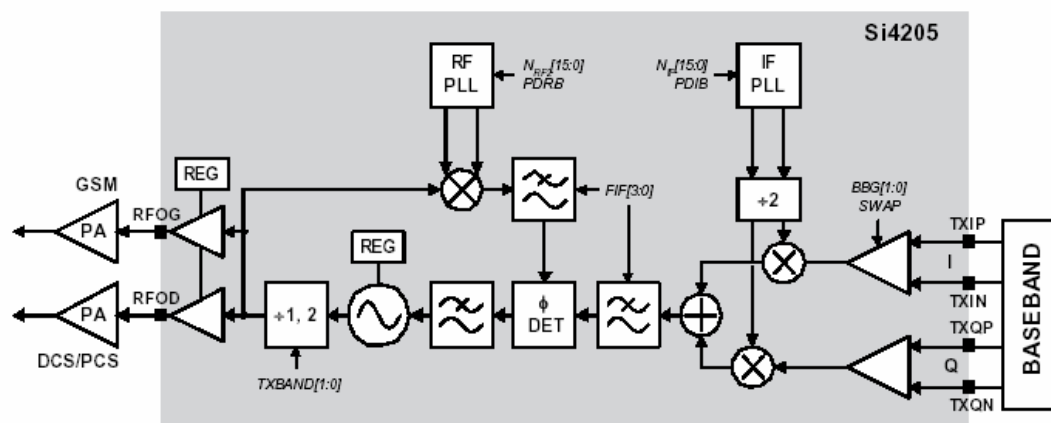 Si4205
RF
PLL
N_RF2[15:0]
PDRB
N_IF[15:0]
PDIB
IF
PLL
REG
GSM
FIF[3:0]
÷2
BBG[1:0]
SWAP
PA
RFOG
TXIP
REG
I
RFOD
TXIN
PA
÷1, 2
ϕ
DET
TXQP
DCS/PCS
TXBAND[1:0]
Q
TXQN
BASEBAND